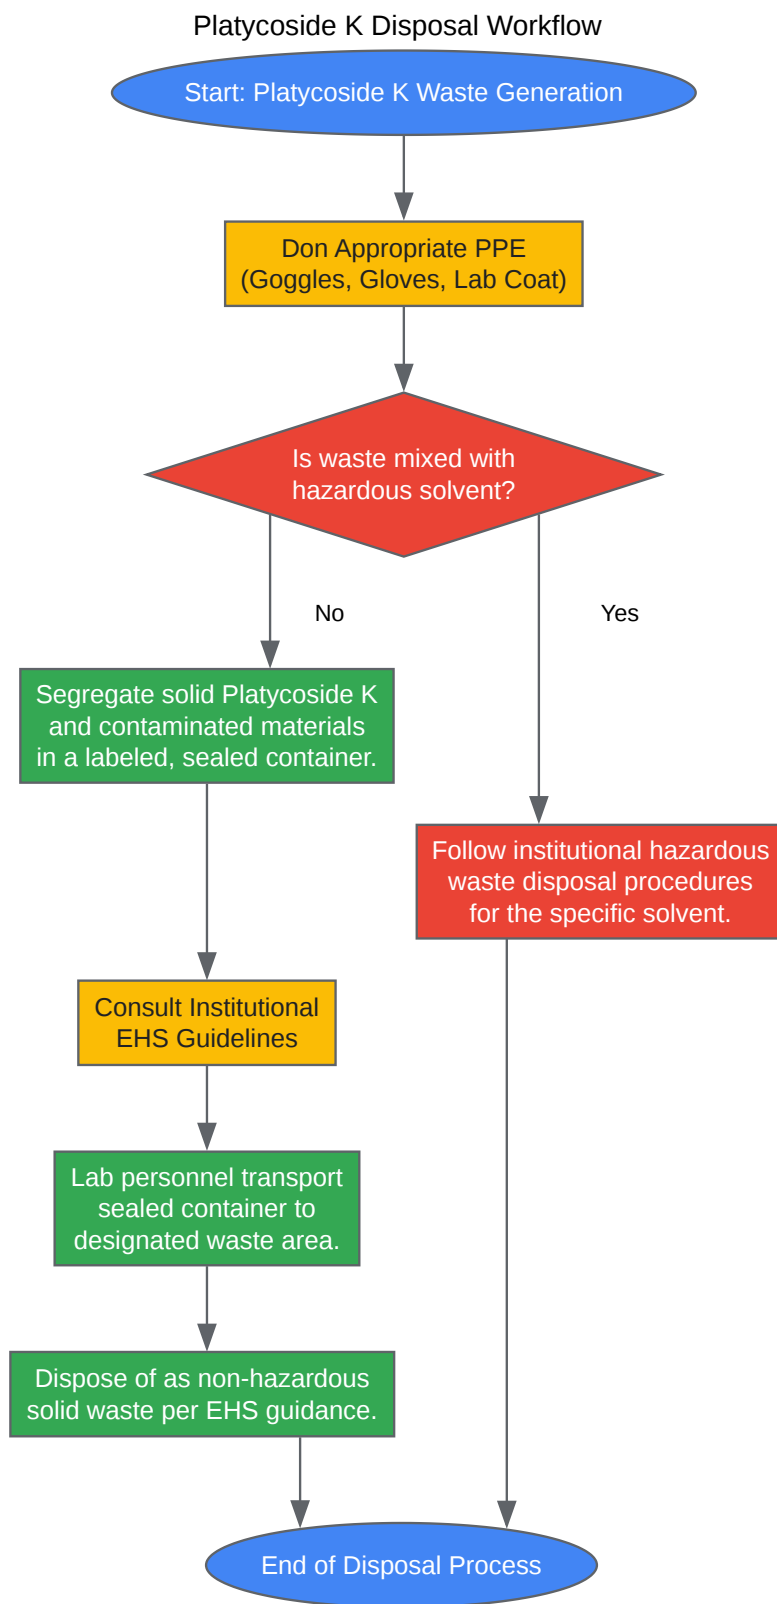 Platycoside K Disposal Workflow
Start: Platycoside K Waste Generation
Don Appropriate PPE
(Goggles, Gloves, Lab Coat)
Is waste mixed with
hazardous solvent?
No
Yes
Segregate solid Platycoside K
and contaminated materials
in a labeled, sealed container.
Follow institutional hazardous
waste disposal procedures
for the specific solvent.
Consult Institutional
EHS Guidelines
Lab personnel transport
sealed container to
designated waste area.
Dispose of as non-hazardous
solid waste per EHS guidance.
End of Disposal Process